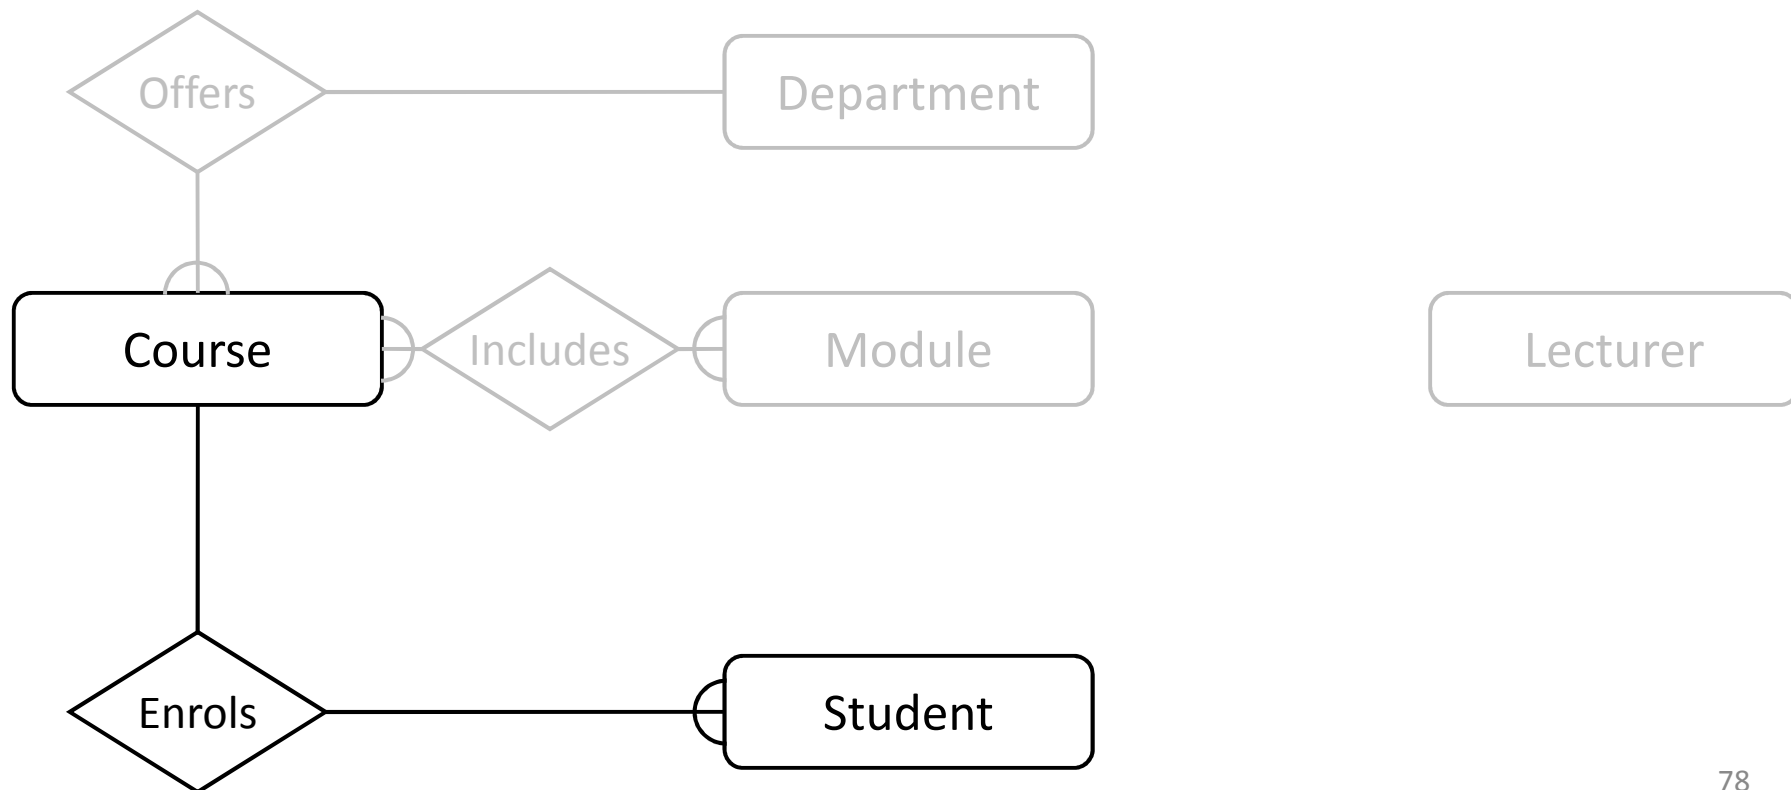 Offers
Department
Course
Includes
Module
Lecturer
Enrols
Student
78